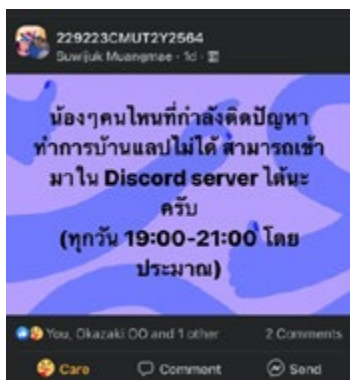 229223CMUT2Y2564
Suwijuk Muangmae · 1d ·
น้องๆคนไหนที่กำลังติดปัญหา
ทำการบ้านแลปไม่ได้ สามารถเข้า
มาใน Discord server ได้นะ
ครับ
(ทุกวัน 19:00-21:00 โดย
ประมาณ)
You, Okazaki OO and 1 other 2 Comments
Care Comment Send